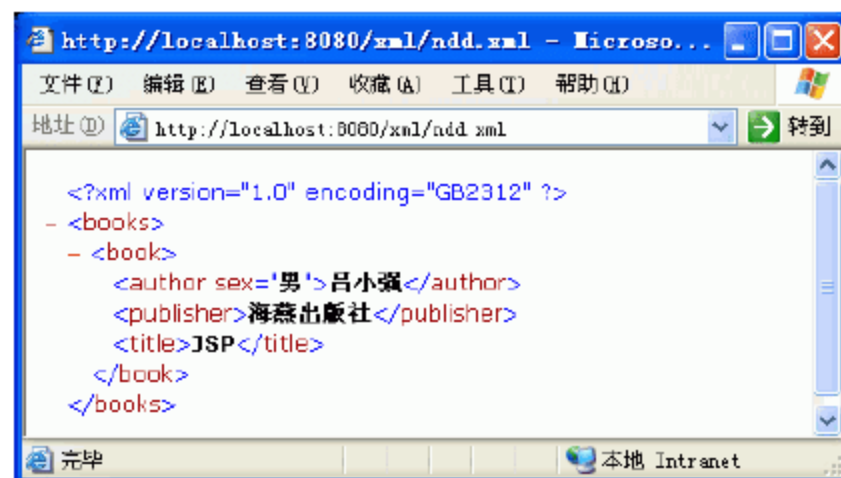 http://localhost:8080/xml/ndd.xml - Microso...
文件(F) 编辑(E) 查看(V) 收藏(A) 工具(T) 帮助(H)
地址(D) http://localhost:8080/xml/ndd.xml 转到
<?xml version="1.0" encoding="GB2312" ?>
- <books>
- <book>
<author sex="男">吕小强</author>
<publisher>海燕出版社</publisher>
<title>JSP</title>
</book>
</books>
完毕 本地 Intranet